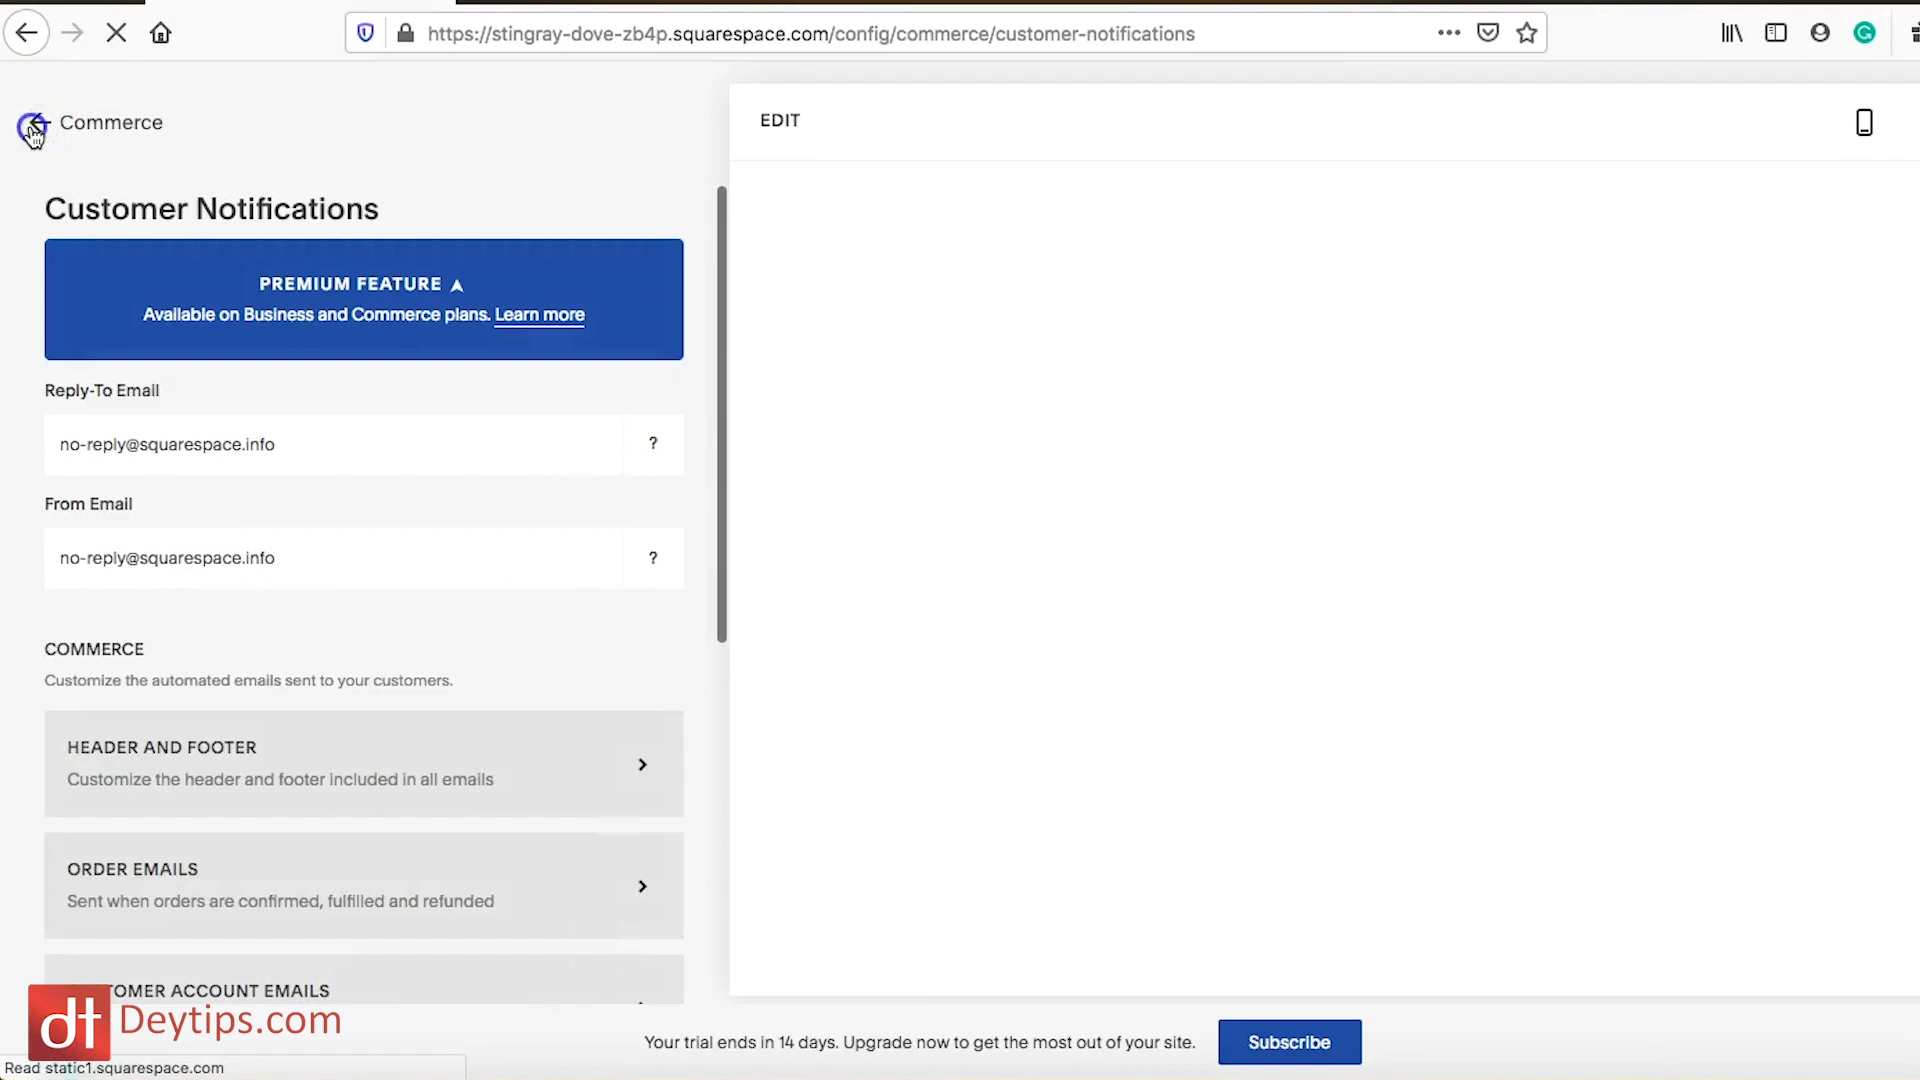 https://stingray-dove-zb4p.squarespace.com/config/commerce/customer-notifications
Commerce
EDIT
Customer Notifications
PREMIUM FEATURE
Available on Business and Commerce plans. Learn more
Reply-To Email
no-reply@squarespace.info
?
From Email
no-reply@squarespace.info
?
COMMERCE
Customize the automated emails sent to your customers.
HEADER AND FOOTER
Customize the header and footer included in all emails
ORDER EMAILS
Sent when orders are confirmed, fulfilled and refunded
TOMER ACCOUNT EMAILS
dt Deytips.com
Your trial ends in 14 days. Upgrade now to get the most out of your site.
Subscribe
Read static1.squarespace.com